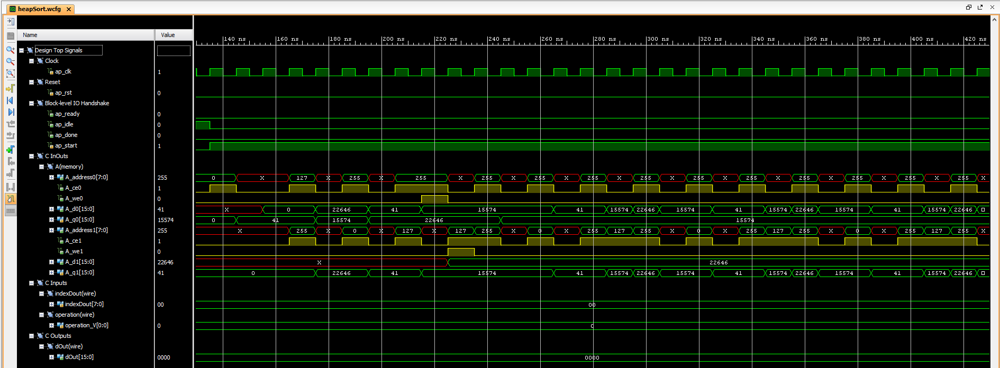 heapSort.wcfg
Name Value
140 ns 160 ns 180 ns 200 ns 220 ns 240 ns 260 ns 280 ns 300 ns 320 ns 340 ns 360 ns 380 ns 400 ns 420 ns
Design Top Signals
Clock
ap_clk 1
Reset
ap_rst 0
Block-level IO Handshake
ap_ready 0
ap_idle 0
ap_done 0
ap_start 1
C InOuts
A(memory)
A_address0[7:0] 255 0 X 127 X 255 X 255 X 255 X 255 X 255 X 255 X 255 X 255 X 255 X 255 X 255 X 255 X
A_ce0 1
A_we0 0
A_d0[15:0] 41 X 0 22646 41 15574 41 15574 22646 15574 41 15574 22646 15574 41 15574 22646
A_q0[15:0] 15574 0 41 15574 22646 15574
A_address1[7:0] 255 X 255 X 0 X 127 X 127 255 X 0 X 255 127 255 X 0 X 255 127 255 X 0 X 255 127 255 X
A_ce1 1
A_we1 0
A_d1[15:0] 22646 X 22646
A_q1[15:0] 41 0 22646 41 15574 41 15574 22646 15574 41 15574 22646 15574 41 15574 22646
C Inputs
indexDout(wire)
indexDout[7:0] 00 00
operation(wire)
operation_V[0:0] 0 0
C Outputs
dOut(wire)
dOut[15:0] 0000 0000